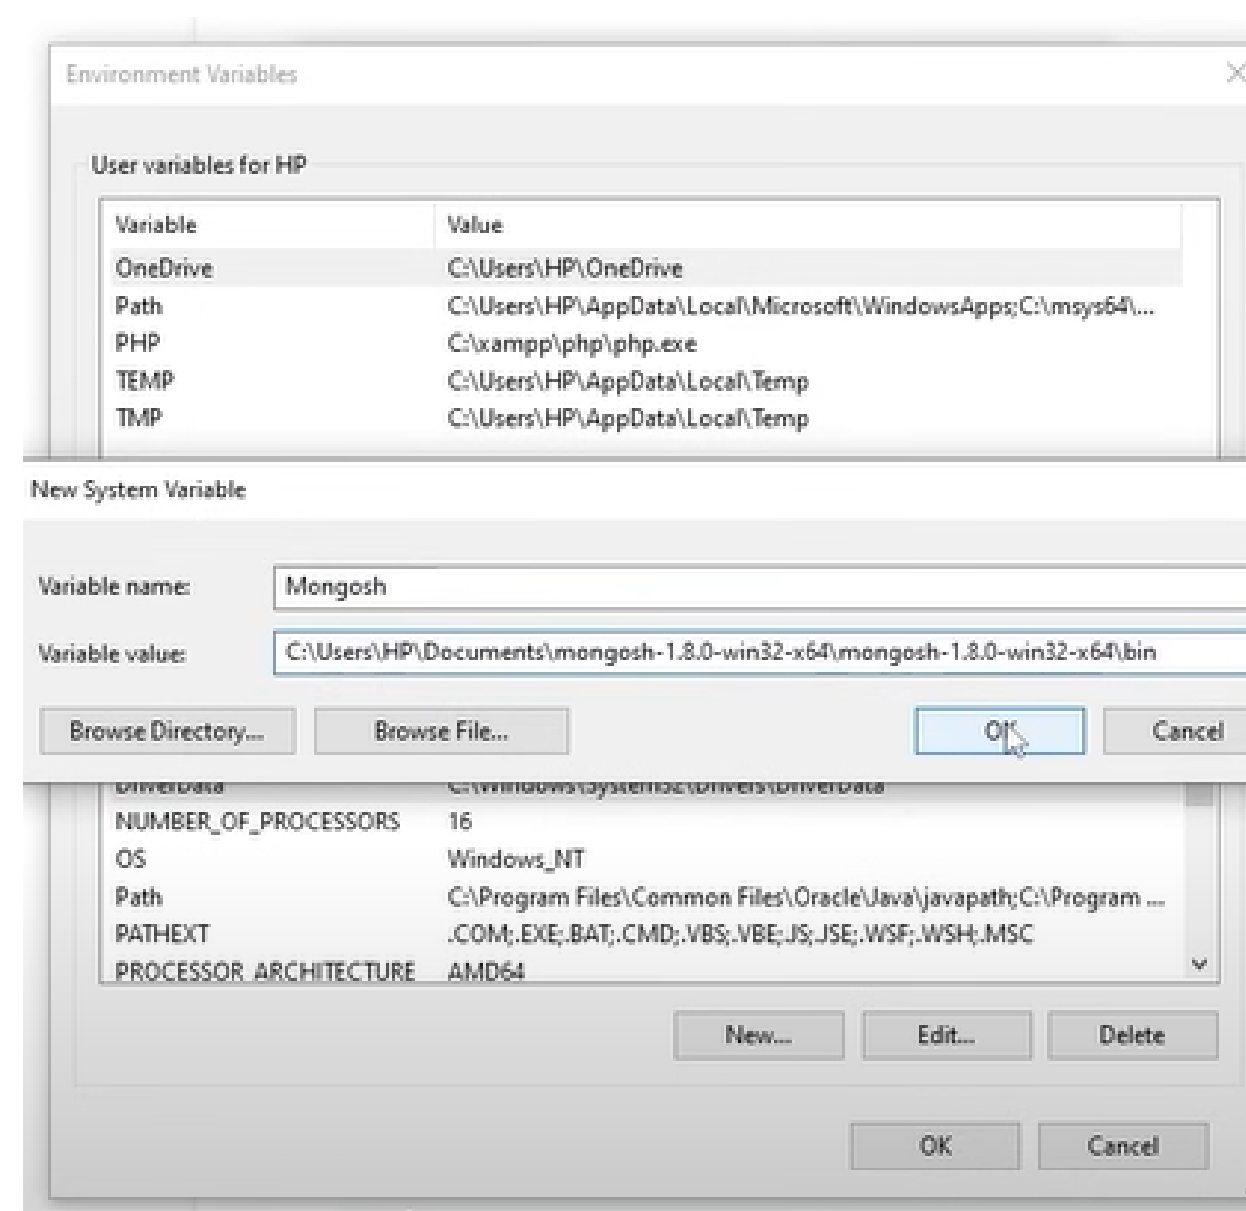 Environment Variables
User variables for HP
Variable Value
OneDrive C:\Users\HP\OneDrive
Path C:\Users\HP\AppData\Local\Microsoft\WindowsApps;C:\msys64\...
PHP C:\xampp\php\php.exe
TEMP C:\Users\HP\AppData\Local\Temp
TMP C:\Users\HP\AppData\Local\Temp
New System Variable
Variable name: Mongosh
Variable value: C:\Users\HP\Documents\mongosh-1.8.0-win32-x64\mongosh-1.8.0-win32-x64\bin
Browse Directory... Browse File... OK Cancel
DriverData C:\Windows\System32\Drivers\DriverData
NUMBER_OF_PROCESSORS 16
OS Windows_NT
Path C:\Program Files\Common Files\Oracle\Java\javapath;C:\Program ...
PATHEXT .COM;.EXE;.BAT;.CMD;.VBS;.VBE;.JS;.JSE;.WSF;.WSH;.MSC
PROCESSOR_ARCHITECTURE AMD64
New... Edit... Delete
OK Cancel